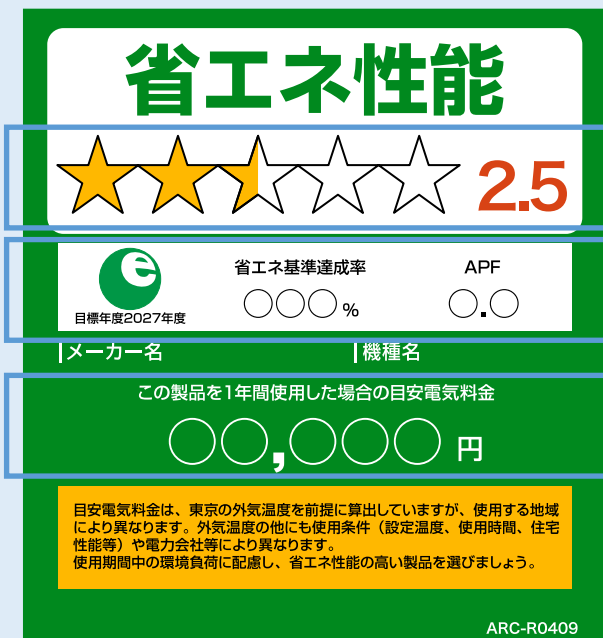 省エネ性能
2.5
e
省エネ基準達成率
APF
目標年度2027年度
○○○%
○.○
メーカー名
機種名
この製品を1年間使用した場合の目安電気料金
○○,○○○円
目安電気料金は、東京の外気温度を前提に算出していますが、使用する地域
により異なります。外気温度の他にも使用条件（設定温度、使用時間、住宅
性能等）や電力会社等により異なります。
使用期間中の環境負荷に配慮し、省エネ性能の高い製品を選びましょう。
ARC-R0409